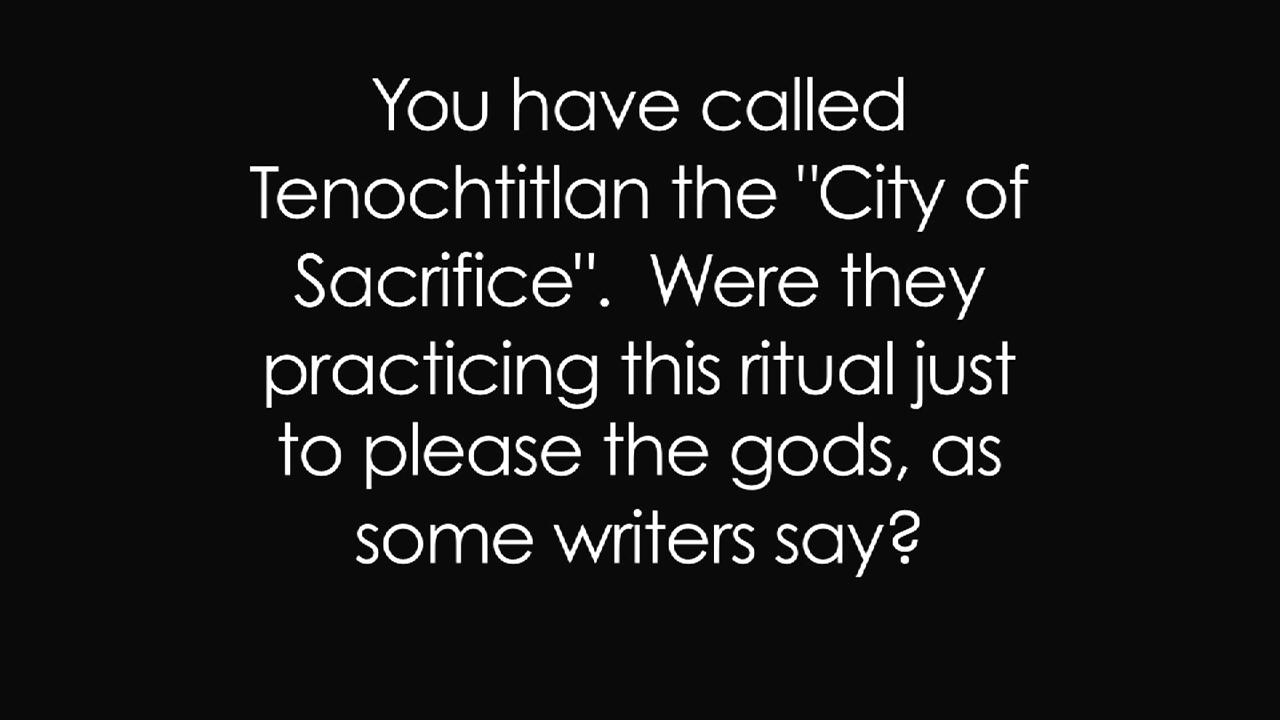 You have called
Tenochtitlan the "City of
Sacrifice".  Were they
practicing this ritual just
to please the gods, as
some writers say?